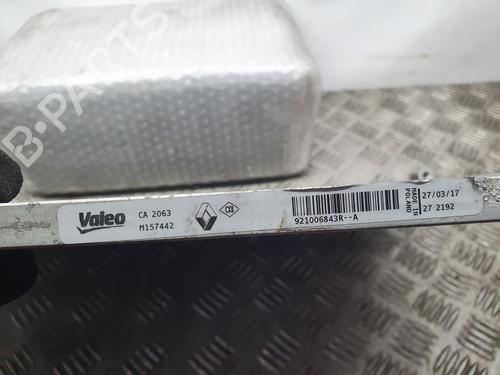 B-PARTS
Valeo
CA 2063
M157442
921006843R--A
MADE IN
POLAND
27/03/17
27 2192